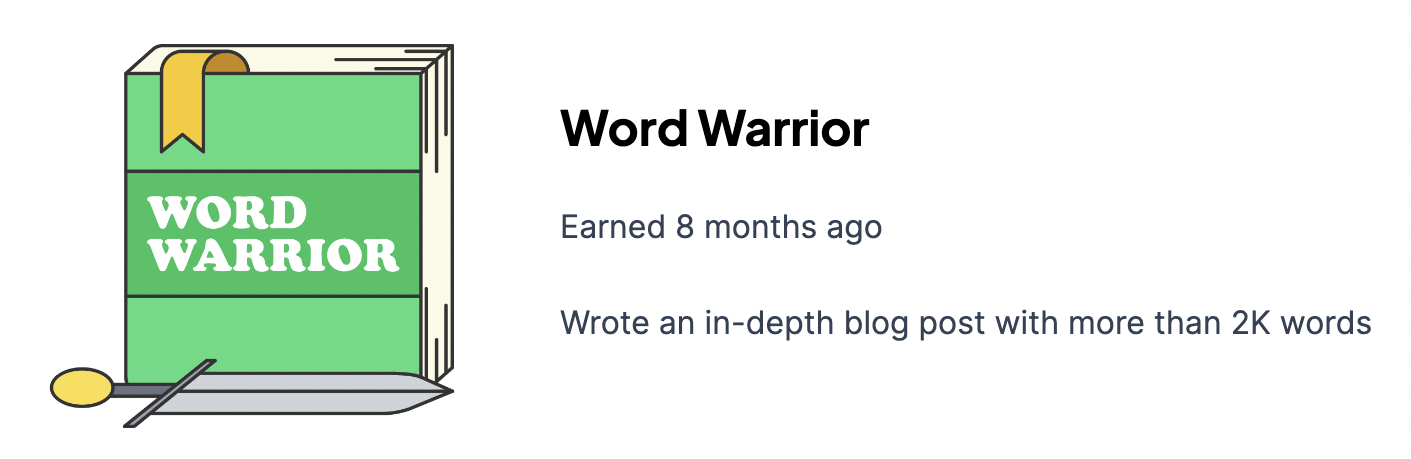 WORD
WARRIOR
Word Warrior
Earned 8 months ago
Wrote an in-depth blog post with more than 2K words